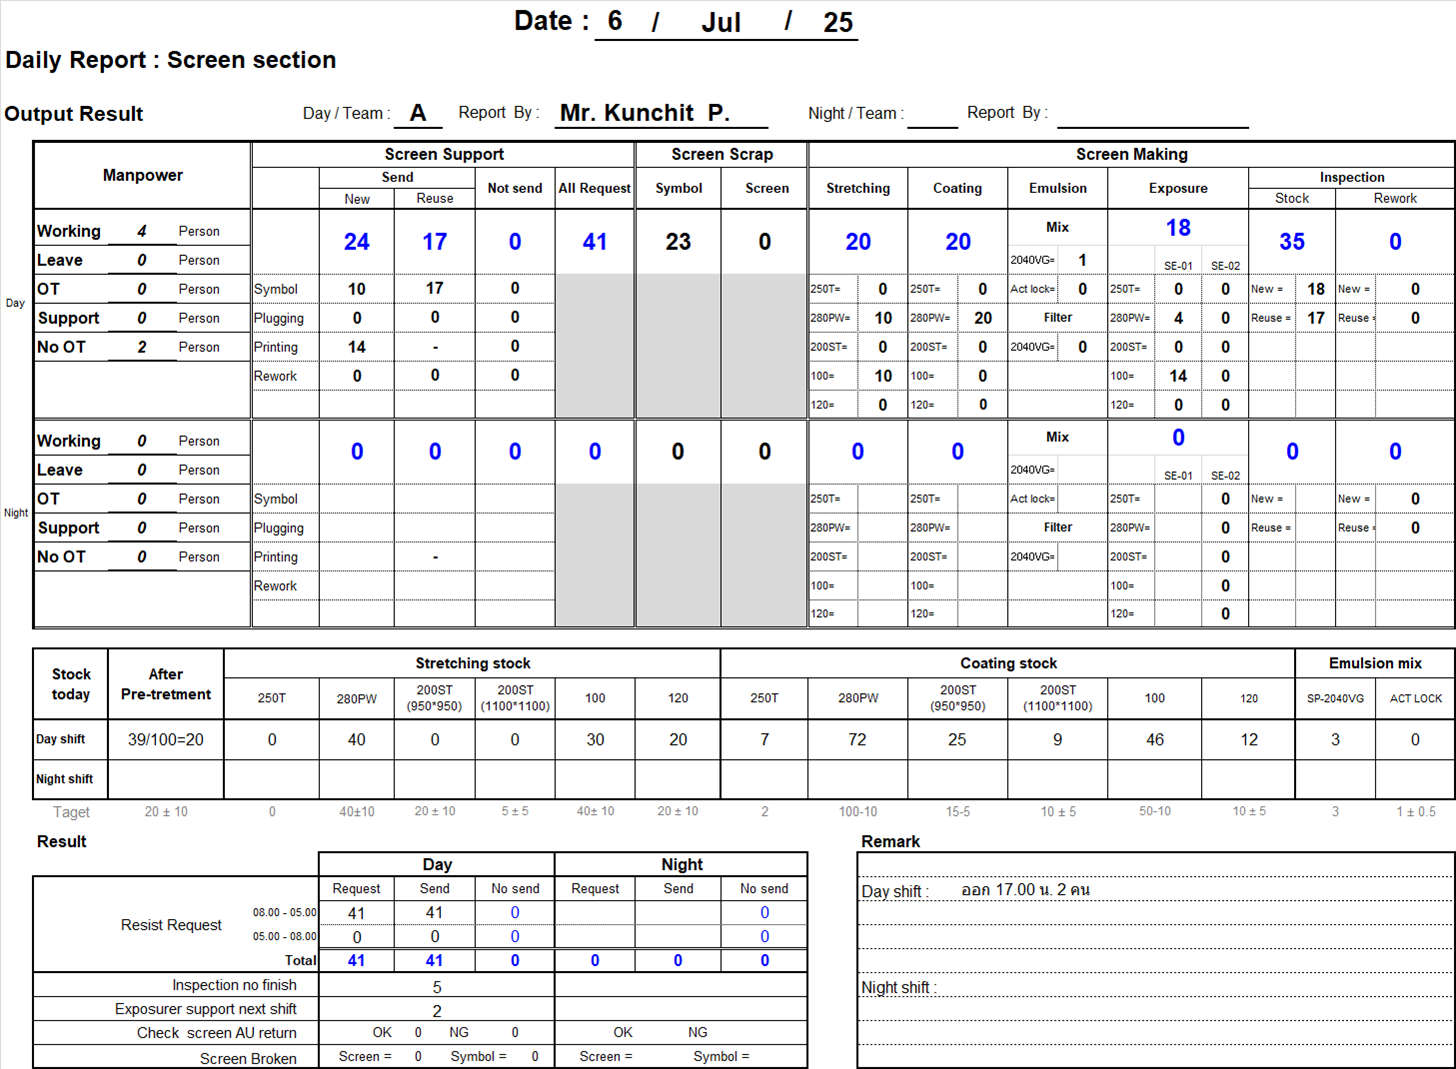 Date : 6 / Jul / 25
Daily Report : Screen section
Output Result Day / Team : A Report By : Mr. Kunchit P. Night / Team : Report By :
Manpower Screen Support Screen Scrap Screen Making
Send Not send All Request Symbol Screen Stretching Coating Emulsion Exposure Inspection
New Reuse Stock Rework
Day
Working 4 Person 24 17 0 41 23 0 20 20 Mix 18 35 0
Leave 0 Person 2040VG= 1 SE-01 SE-02
OT 0 Person Symbol 10 17 0 250T= 0 250T= 0 Act lock= 0 250T= 0 0 New = 18 New = 0
Support 0 Person Plugging 0 0 0 280PW= 10 280PW= 20 Filter 280PW= 4 0 Reuse = 17 Reuse = 0
No OT 2 Person Printing 14 - 0 200ST= 0 200ST= 0 2040VG= 0 200ST= 0 0
Rework 0 0 0 100= 10 100= 0 100= 14 0
120= 0 120= 0 120= 0 0
Night
Working 0 Person 0 0 0 0 0 0 0 0 Mix 0 0 0
Leave 0 Person 2040VG= SE-01 SE-02
OT 0 Person Symbol 250T= 250T= Act lock= 250T= 0 New = New = 0
Support 0 Person Plugging 280PW= 280PW= Filter 280PW= 0 Reuse = Reuse = 0
No OT 0 Person Printing - 200ST= 200ST= 2040VG= 200ST= 0
Rework 100= 100= 100= 0
120= 120= 120= 0
Stock today After Pre-tretment Stretching stock Coating stock Emulsion mix
250T 280PW 200ST (950*950) 200ST (1100*1100) 100 120 250T 280PW 200ST (950*950) 200ST (1100*1100) 100 120 SP-2040VG ACT LOCK
Day shift 39/100=20 0 40 0 0 30 20 7 72 25 9 46 12 3 0
Night shift
Taget 20 ± 10 0 40±10 20 ± 10 5 ± 5 40± 10 20 ± 10 2 100-10 15-5 10 ± 5 50-10 10 ± 5 3 1 ± 0.5
Result Remark
Day Night
Request Send No send Request Send No send
Day shift : ออก 17.00 น. 2 คน
Resist Request 08.00 - 05.00 41 41 0 0
05.00 - 08.00 0 0 0 0
Total 41 41 0 0 0 0
Inspection no finish 5
Night shift :
Exposurer support next shift 2
Check screen AU return OK 0 NG 0 OK NG
Screen Broken Screen = 0 Symbol = 0 Screen = Symbol =